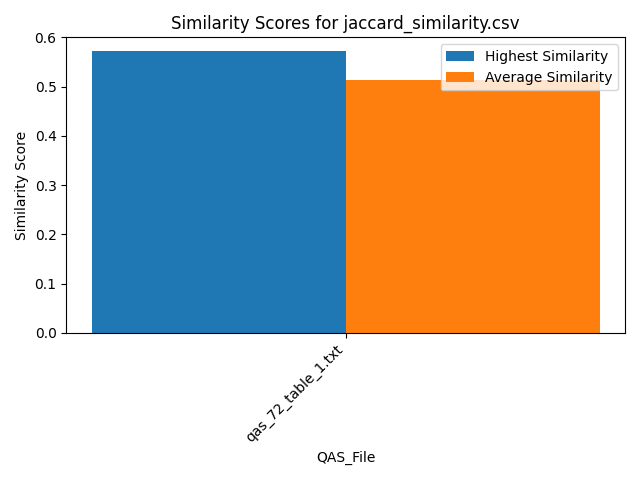 Similarity Scores for jaccard_similarity.csv
Highest Similarity
Average Similarity
Similarity Score
0.6
0.5
0.4
0.3
0.2
0.1
0.0
qas_72_table_1.txt
QAS_File